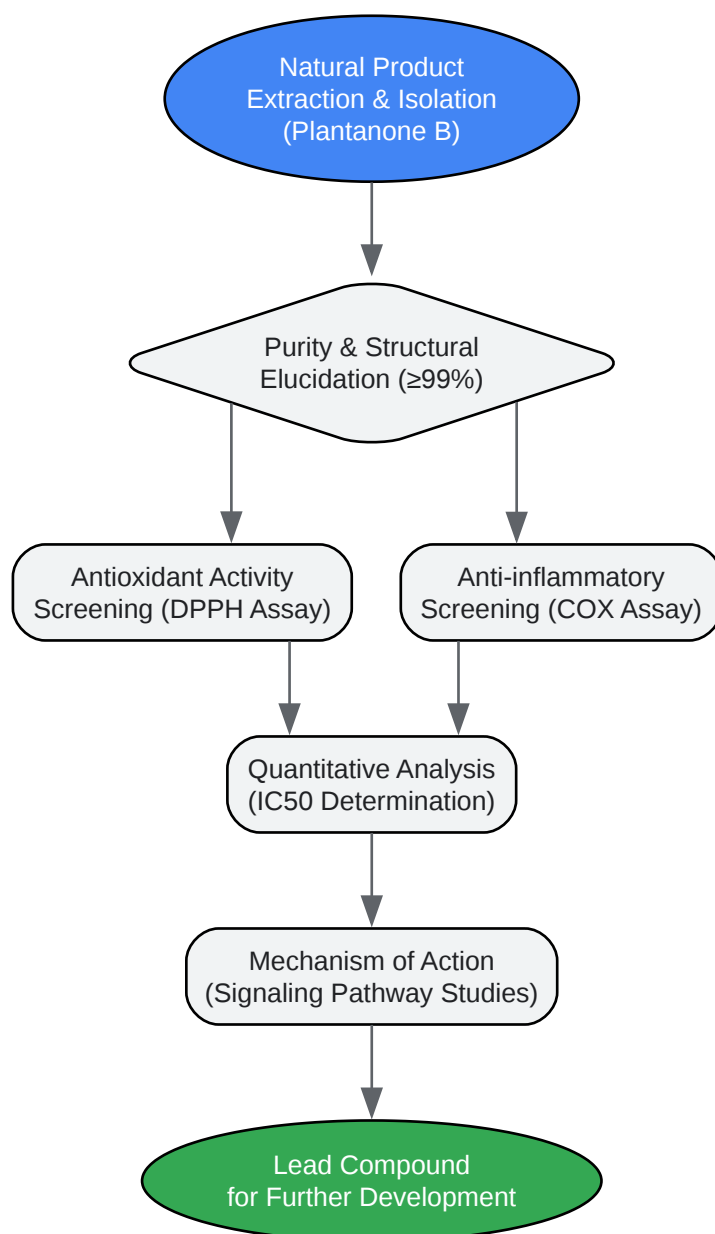 Natural Product
Extraction & Isolation
(Plantanone B)
Purity & Structural
Elucidation (≥99%)
Antioxidant Activity
Screening (DPPH Assay)
Anti-inflammatory
Screening (COX Assay)
Quantitative Analysis
(IC50 Determination)
Mechanism of Action
(Signaling Pathway Studies)
Lead Compound
for Further Development